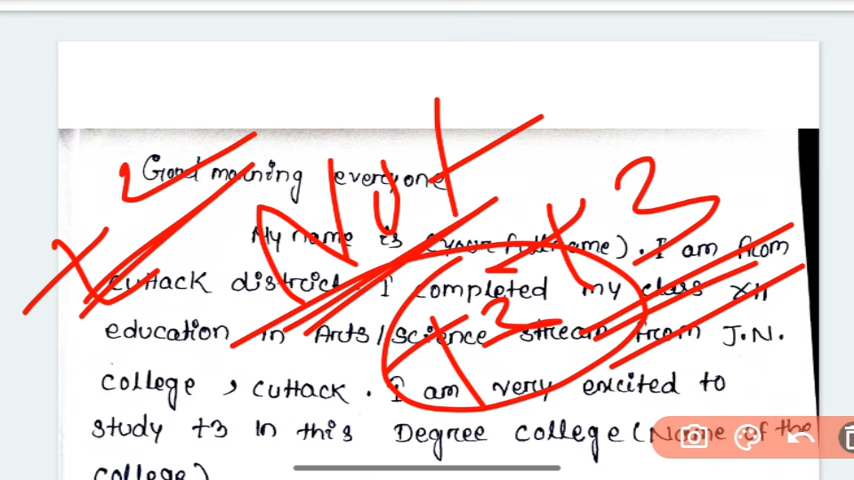 Good morning everyone
My name is (your full name). I am from
cuttack district. I completed my class XII
education in Arts/science stream from J.N.
college, cuttack. I am very excited to
study +3 in this Degree college (Name of the
college)
Not
+2
+3
+2